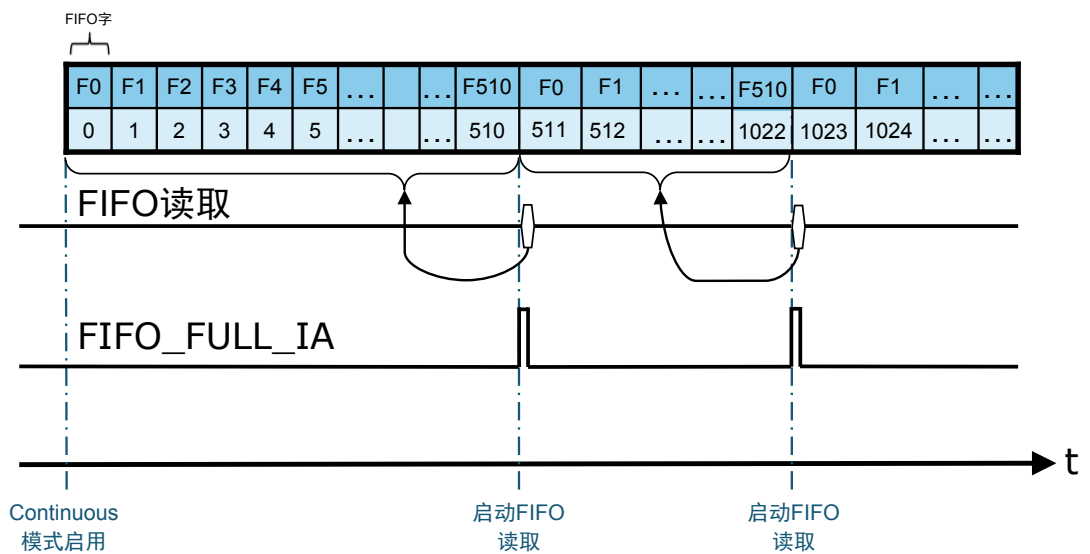 FIFO字
F0 F1 F2 F3 F4 F5 ... ... F510 F0 F1 ... ... F510 F0 F1 ... ...
0 1 2 3 4 5 ... ... 510 511 512 ... ... 1022 1023 1024 ... ...
FIFO读取
FIFO_FULL_IA
t
Continuous
模式启用
启动FIFO
读取
启动FIFO
读取